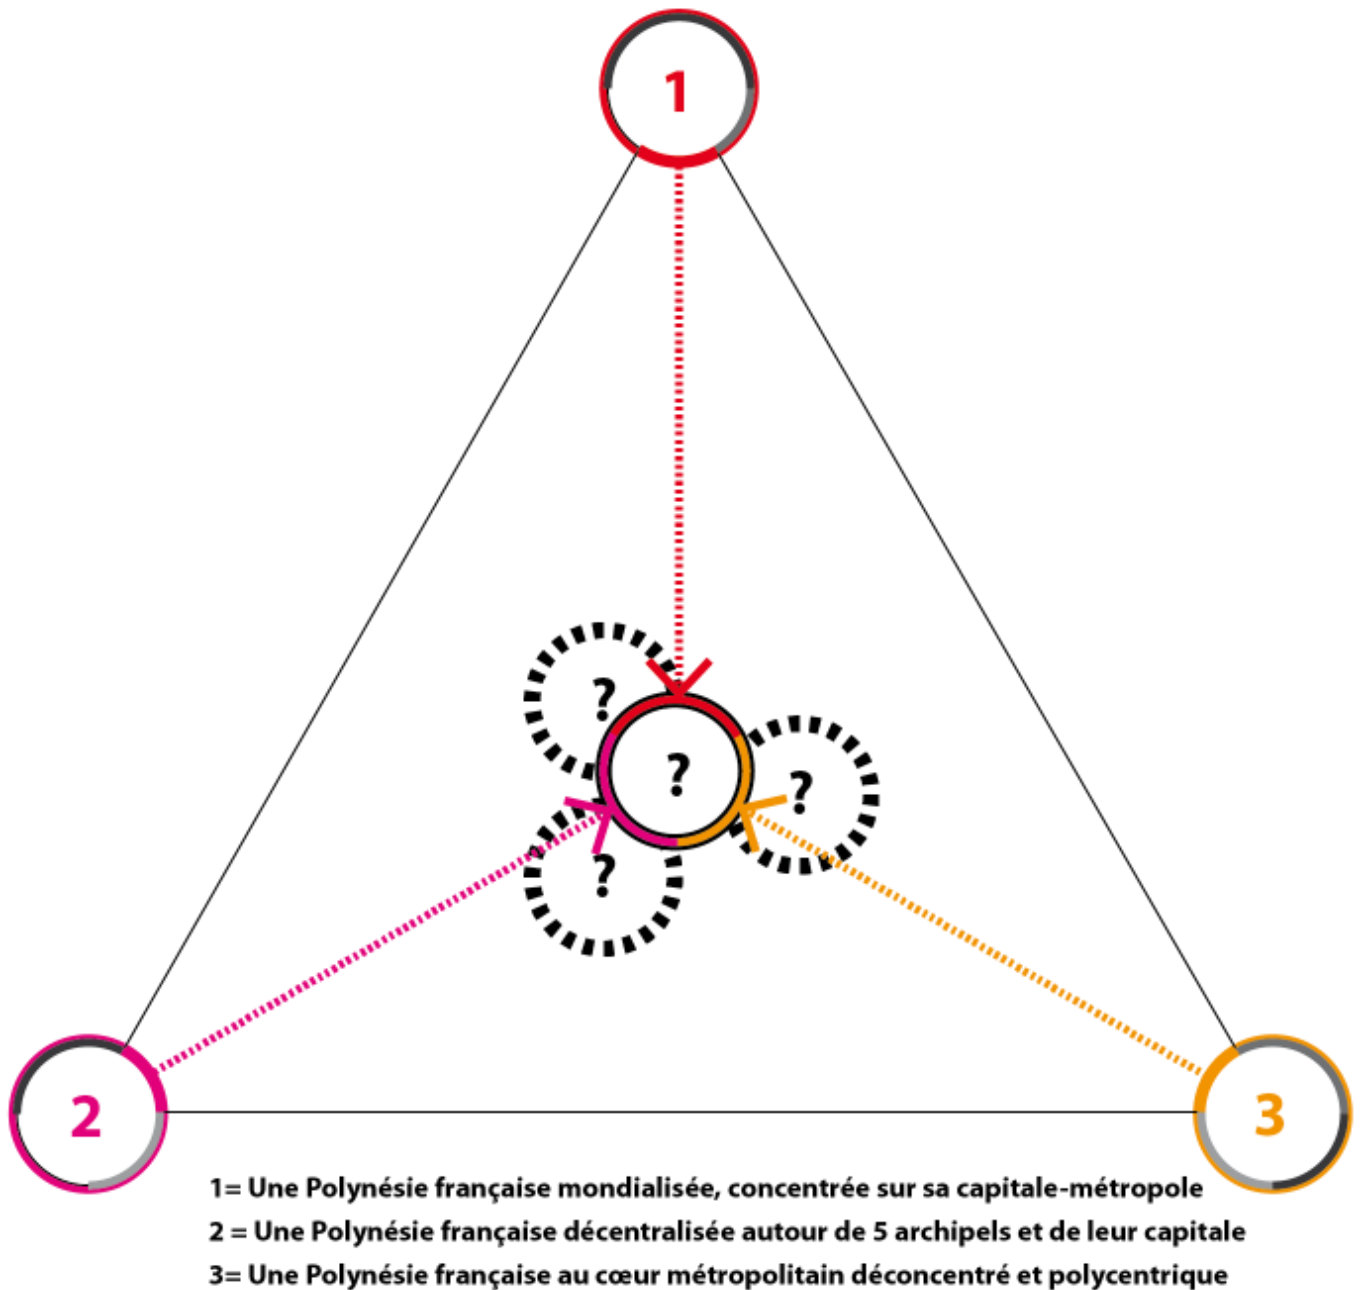 1
?
?
?
?
2
3
1= Une Polynésie française mondialisée, concentrée sur sa capitale-métropole
2 = Une Polynésie française décentralisée autour de 5 archipels et de leur capitale
3= Une Polynésie française au cœur métropolitain déconcentré et polycentrique